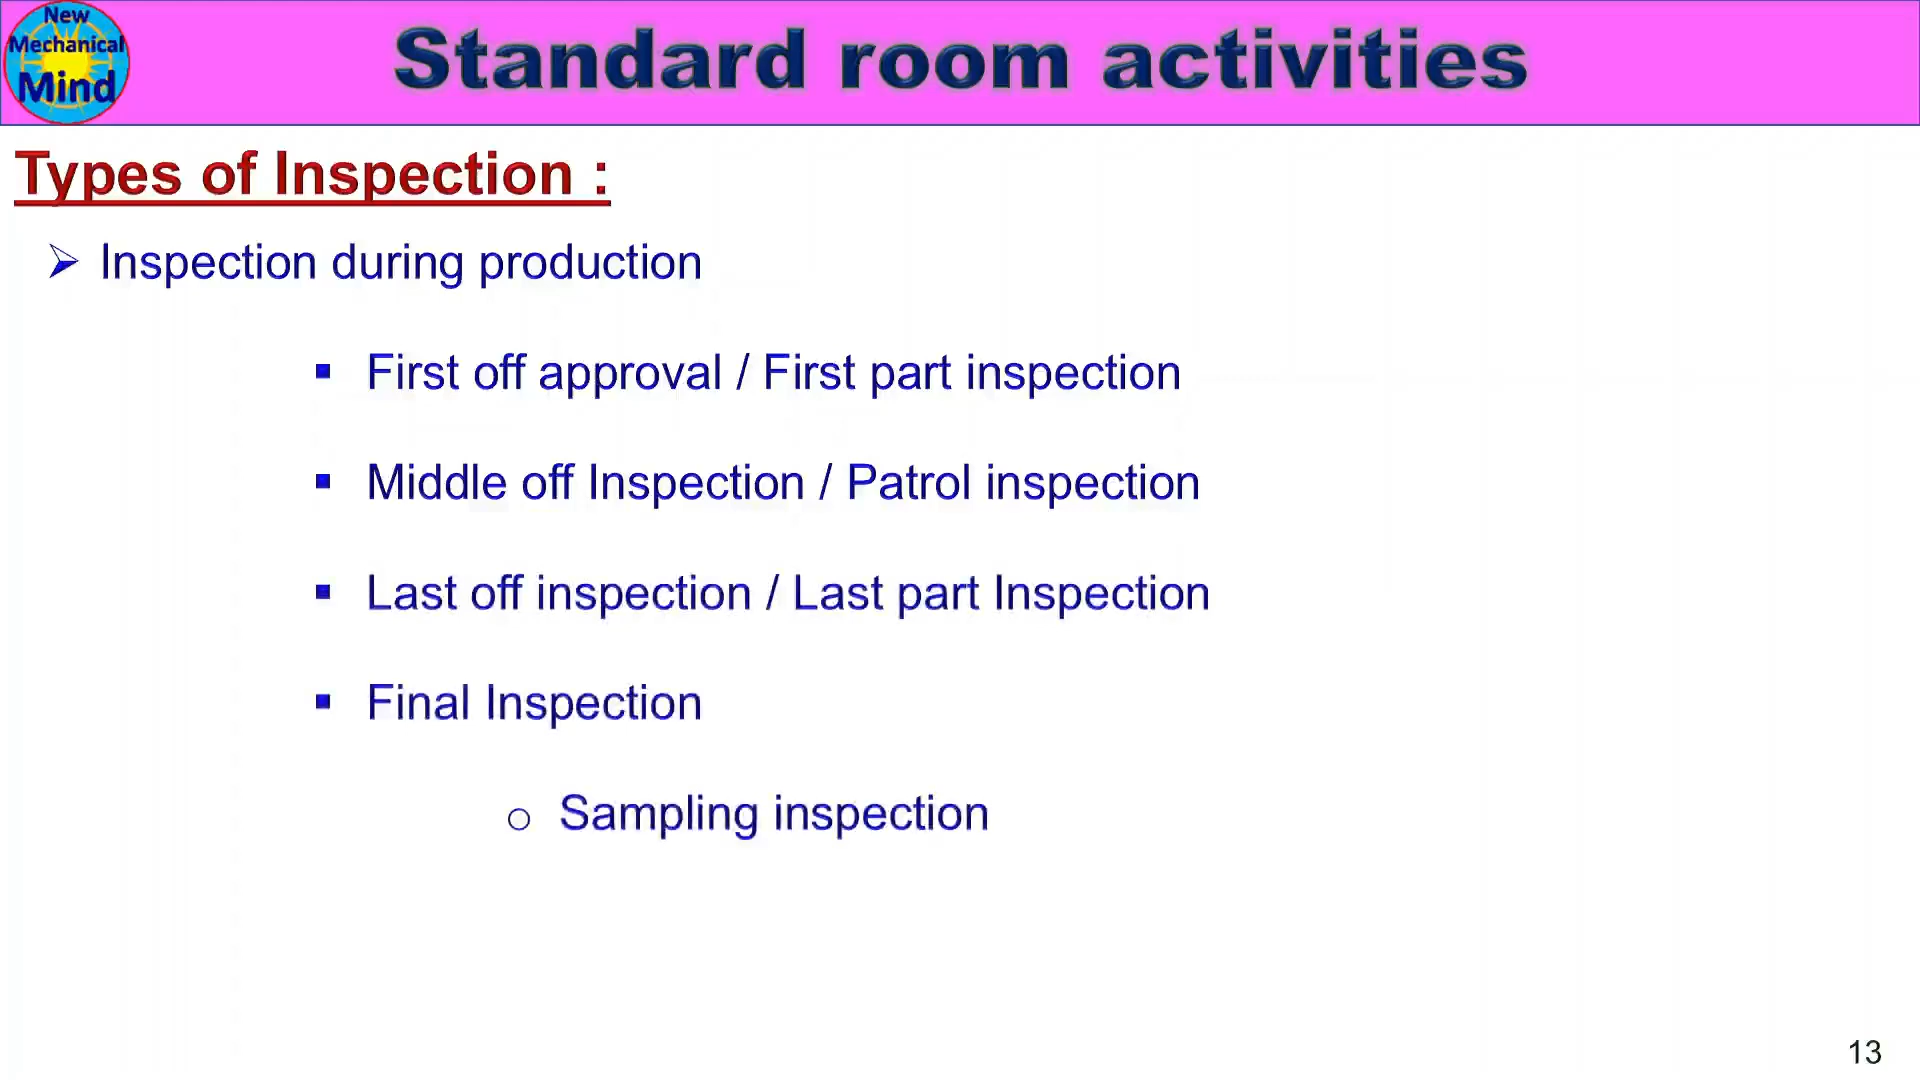 New
Mechanical
Mind
Standard room activities
Types of Inspection :
Inspection during production
First off approval / First part inspection
Middle off Inspection / Patrol inspection
Last off inspection / Last part Inspection
Final Inspection
Sampling inspection
13